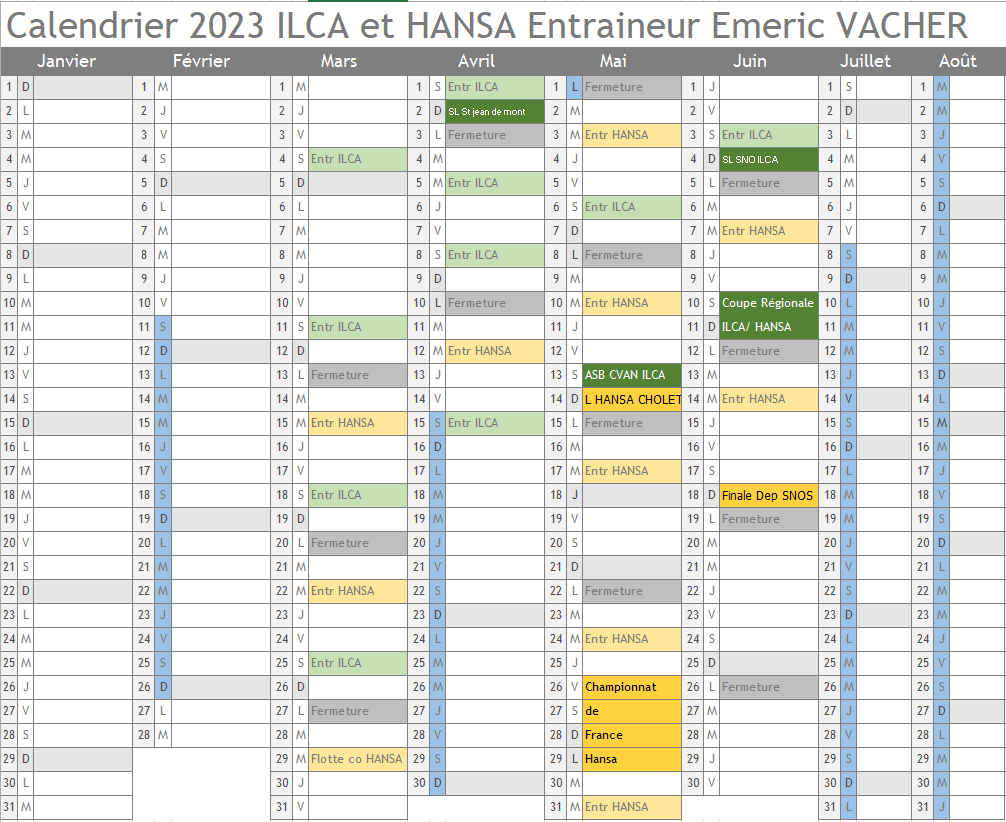 Calendrier 2023 ILCA et HANSA Entraineur Emeric VACHER
Janvier Février Mars Avril Mai Juin Juillet Août
1 D 1 M 1 M 1 S Entr ILCA 1 L Fermeture 1 J 1 S 1 M
2 L 2 J 2 J 2 D SL St jean de mont 2 M 2 V 2 D 2 M
3 M 3 V 3 V 3 L Fermeture 3 M Entr HANSA 3 S Entr ILCA 3 L 3 J
4 M 4 S 4 S Entr ILCA 4 M 4 J 4 D SL SNO ILCA 4 M 4 V
5 J 5 D 5 D 5 M Entr ILCA 5 V 5 L Fermeture 5 M 5 S
6 V 6 L 6 L 6 J 6 S Entr ILCA 6 M 6 J 6 D
7 S 7 M 7 M 7 V 7 D 7 M Entr HANSA 7 V 7 L
8 D 8 M 8 M 8 S Entr ILCA 8 L Fermeture 8 J 8 S 8 M
9 L 9 J 9 J 9 D 9 M 9 V 9 D 9 M
10 M 10 V 10 V 10 L Fermeture 10 M Entr HANSA 10 S Coupe Régionale 10 L 10 J
11 M 11 S 11 S Entr ILCA 11 M 11 J 11 D ILCA/ HANSA 11 M 11 V
12 J 12 D 12 D 12 M Entr HANSA 12 V 12 L Fermeture 12 M 12 S
13 V 13 L 13 L Fermeture 13 J 13 S ASB CVAN ILCA 13 M 13 J 13 D
14 S 14 M 14 M 14 V 14 D L HANSA CHOLET 14 M Entr HANSA 14 V 14 L
15 D 15 M 15 M Entr HANSA 15 S Entr ILCA 15 L Fermeture 15 J 15 S 15 M
16 L 16 J 16 J 16 D 16 M 16 V 16 D 16 M
17 M 17 V 17 V 17 L 17 M Entr HANSA 17 S 17 L 17 J
18 M 18 S 18 S Entr ILCA 18 M 18 J 18 D Finale Dep SNOS 18 M 18 V
19 J 19 D 19 D 19 M 19 V 19 L Fermeture 19 M 19 S
20 V 20 L 20 L Fermeture 20 J 20 S 20 M 20 J 20 D
21 S 21 M 21 M 21 V 21 D 21 M 21 V 21 L
22 D 22 M 22 M Entr HANSA 22 S 22 L Fermeture 22 J 22 S 22 M
23 L 23 J 23 J 23 D 23 M 23 V 23 D 23 M
24 M 24 V 24 V 24 L 24 M Entr HANSA 24 S 24 L 24 J
25 M 25 S 25 S Entr ILCA 25 M 25 J 25 D 25 M 25 V
26 J 26 D 26 D 26 M 26 V Championnat 26 L Fermeture 26 M 26 S
27 V 27 L 27 L Fermeture 27 J 27 S de 27 M 27 J 27 D
28 S 28 M 28 M 28 V 28 D France 28 M 28 V 28 L
29 D 29 M Flotte co HANSA 29 S 29 L Hansa 29 J 29 S 29 M
30 L 30 J 30 D 30 M 30 V 30 D 30 M
31 M 31 V 31 M Entr HANSA 31 L 31 J